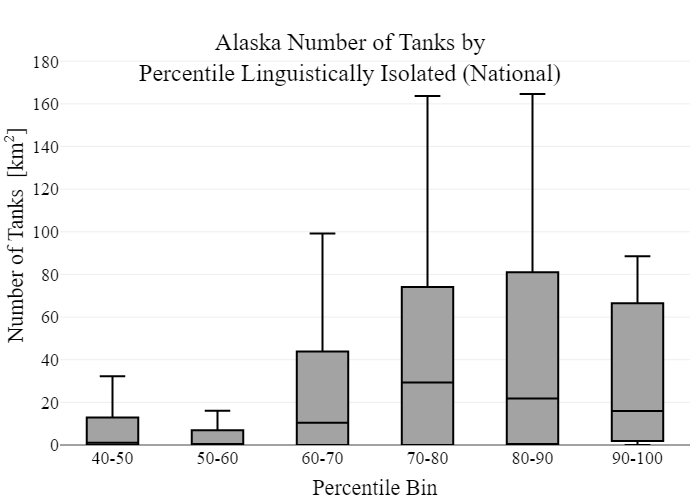 Alaska Number of Tanks by
Percentile Linguistically Isolated (National)
Number of Tanks [km²]
180
160
140
120
100
80
60
40
20
0
40-50 50-60 60-70 70-80 80-90 90-100
Percentile Bin